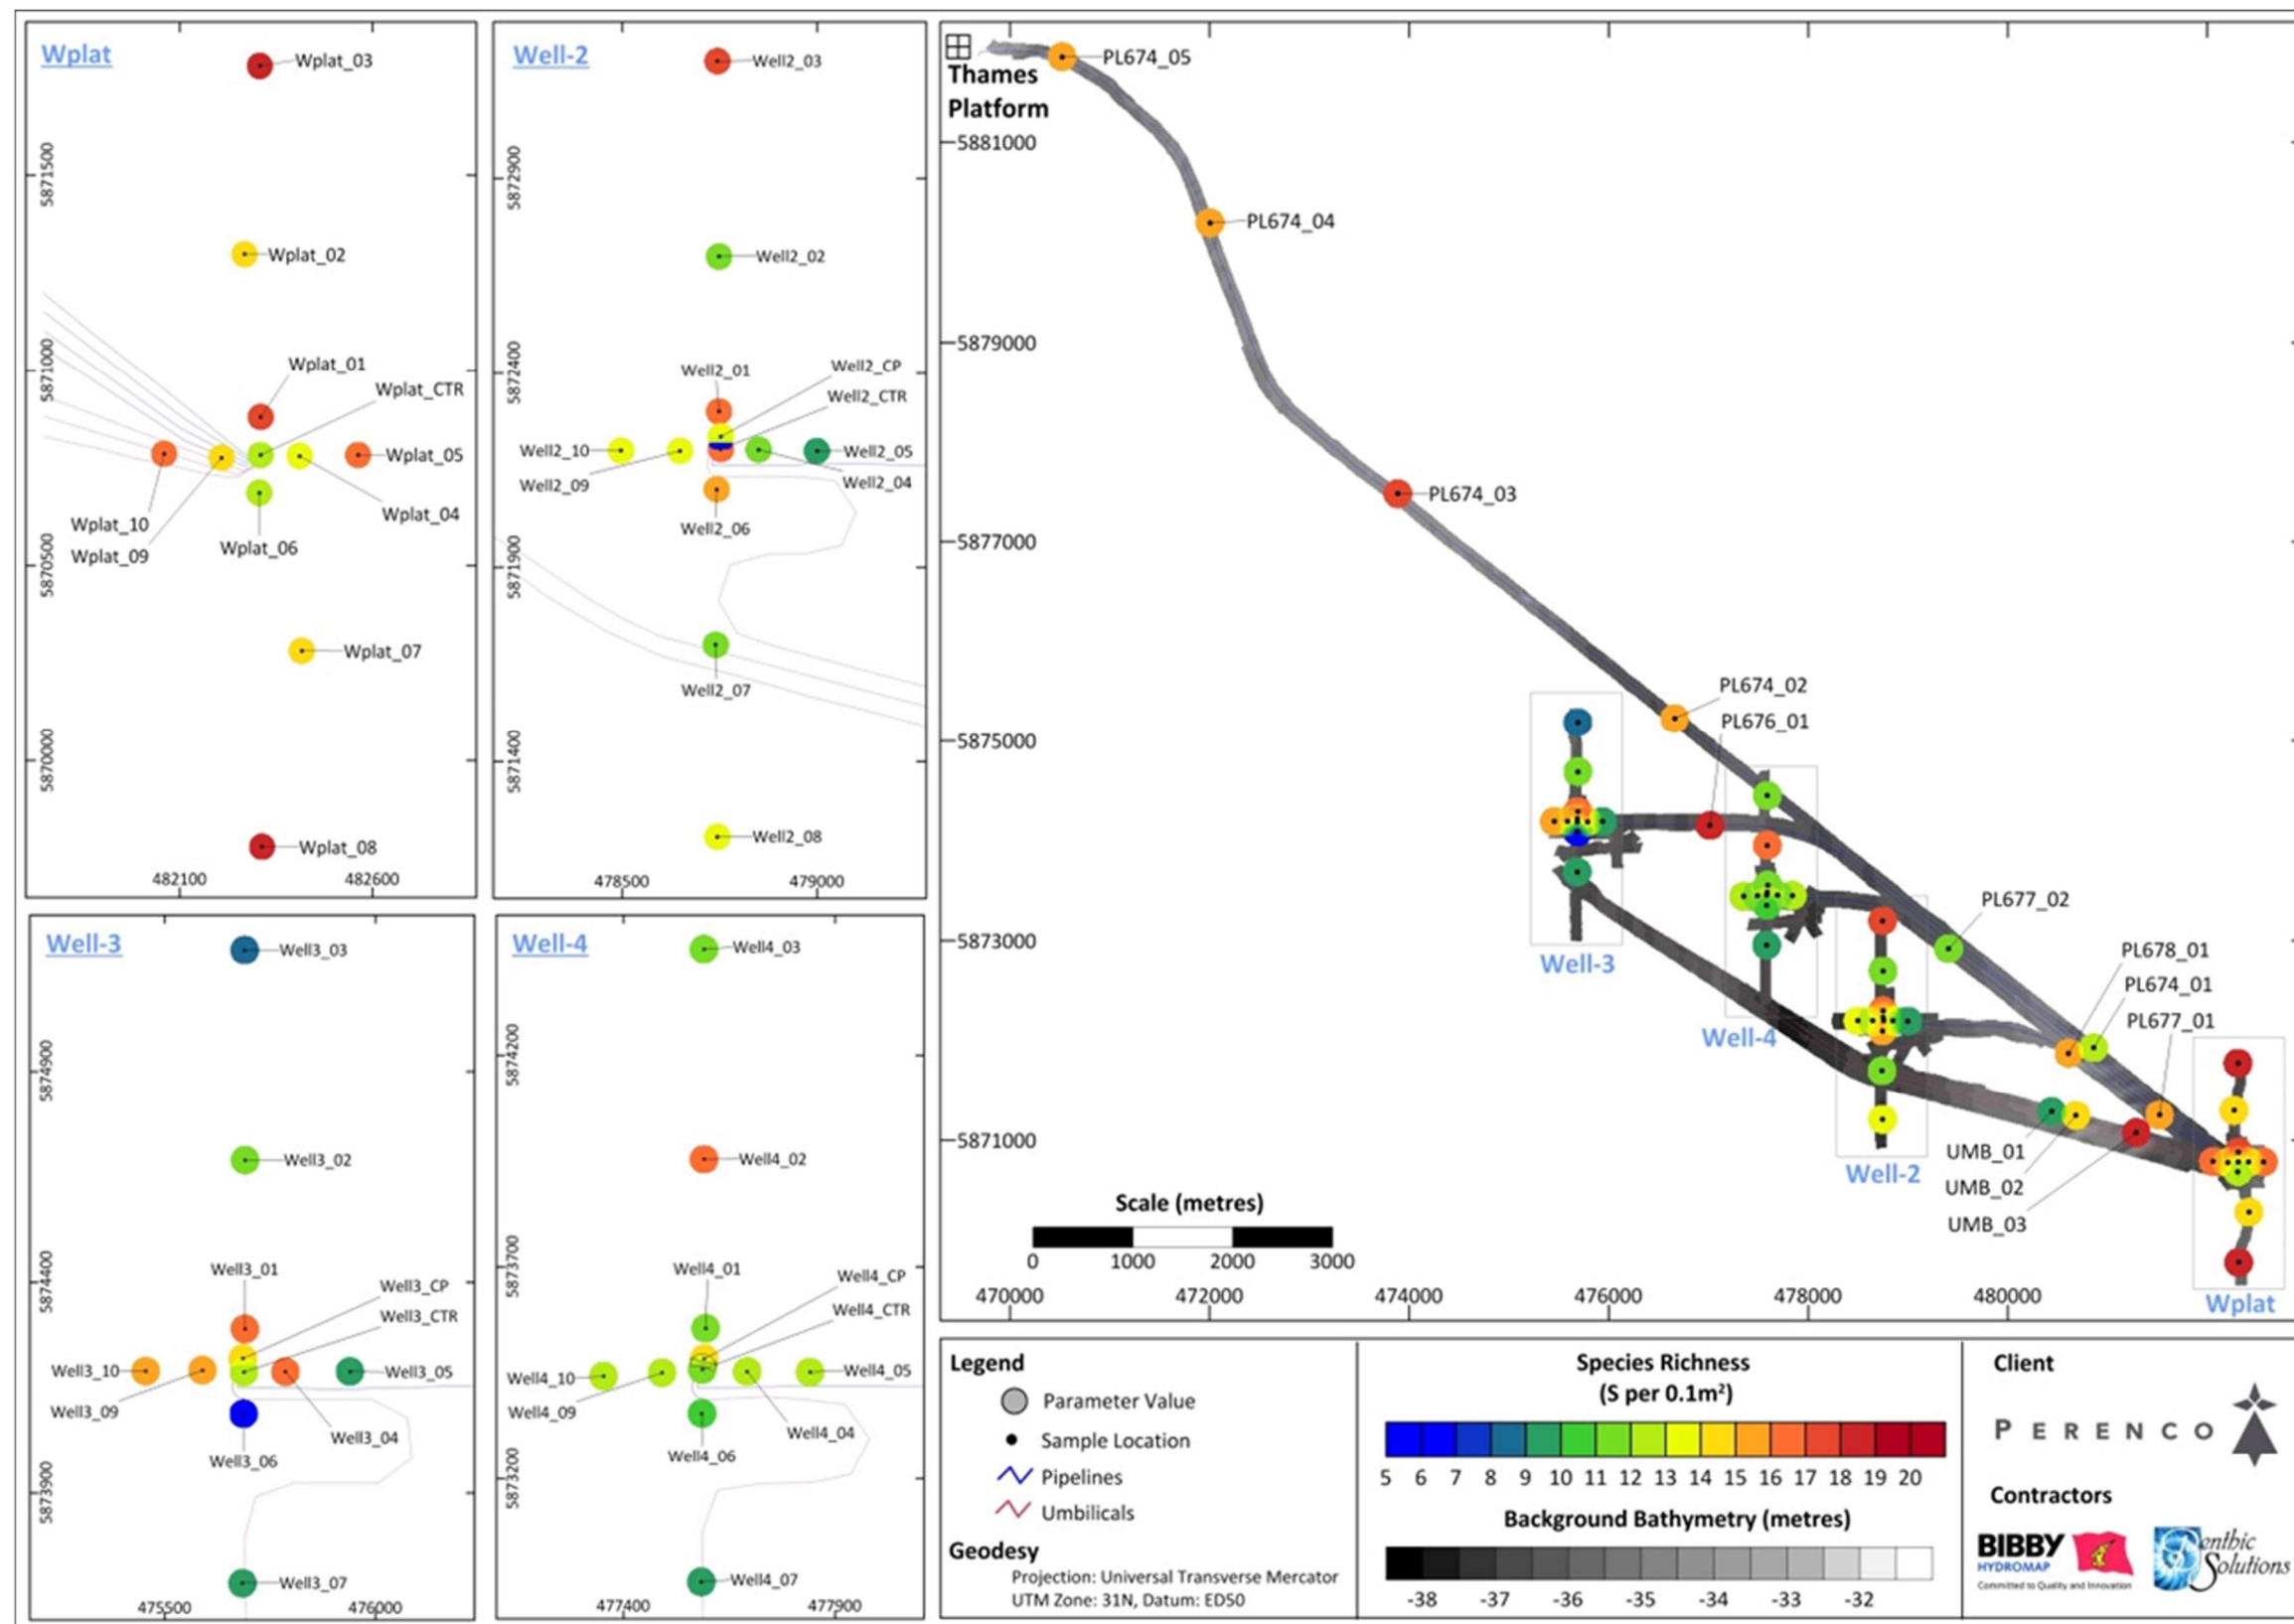 Wplat
Wplat_03
Wplat_02
Wplat_01
Wplat_CTR
Wplat_05
Wplat_04
Wplat_10
Wplat_09
Wplat_06
Wplat_07
Wplat_08
5871500
5871000
5870500
5870000
482100
482600
Well-2
Well2_03
Well2_02
Well2_01
Well2_CP
Well2_CTR
Well2_10
Well2_05
Well2_09
Well2_04
Well2_06
Well2_07
Well2_08
5872900
5872400
5871900
5871400
478500
479000
Well-3
Well3_03
Well3_02
Well3_01
Well3_CP
Well3_CTR
Well3_10
Well3_05
Well3_09
Well3_04
Well3_06
Well3_07
5874900
5874400
5873900
475500
476000
Well-4
Well4_03
Well4_02
Well4_01
Well4_CP
Well4_CTR
Well4_10
Well4_05
Well4_09
Well4_04
Well4_06
Well4_07
5874200
5873700
5873200
477400
477900
Thames
Platform
PL674_05
5881000
PL674_04
5879000
PL674_03
5877000
PL674_02
PL676_01
5875000
PL677_02
5873000
PL678_01
Well-3
PL674_01
PL677_01
Well-4
5871000
UMB_01
Well-2
UMB_02
UMB_03
Scale (metres)
0 1000 2000 3000
470000 472000 474000 476000 478000 480000
Wplat
Legend
Parameter Value
Sample Location
Pipelines
Umbilicals
Geodesy
Projection: Universal Transverse Mercator
UTM Zone: 31N, Datum: ED50
Species Richness
(S per 0.1m²)
5 6 7 8 9 10 11 12 13 14 15 16 17 18 19 20
Background Bathymetry (metres)
-38 -37 -36 -35 -34 -33 -32
Client
PERENCO
Contractors
BIBBY
HYDROMAP
Committed to Quality and Innovation
Benthic
Solutions